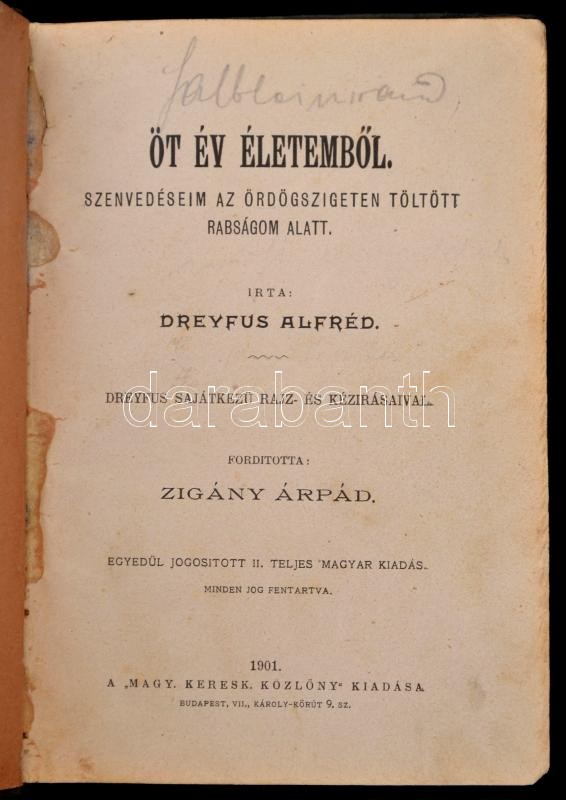 ÖT ÉV ÉLETEMBŐL.
SZENVEDÉSEIM AZ ÖRDÖGSZIGETEN TÖLTÖTT
RABSÁGOM ALATT.
IRTA:
DREYFUS ALFRÉD.
darabanth
DREYFUS SAJÁTKEZÜ RAJZ- ÉS KÉZIRÁSAIVAL.
FORDITOTTA:
ZIGÁNY ÁRPÁD.
EGYEDÜL JOGOSITOTT II. TELJES MAGYAR KIADÁS.
MINDEN JOG FENTARTVA.
1901.
A „MAGY. KERESK. KÖZLÖNY“ KIADÁSA
BUDAPEST, VII., KÁROLY-KÖRÚT 9. SZ.